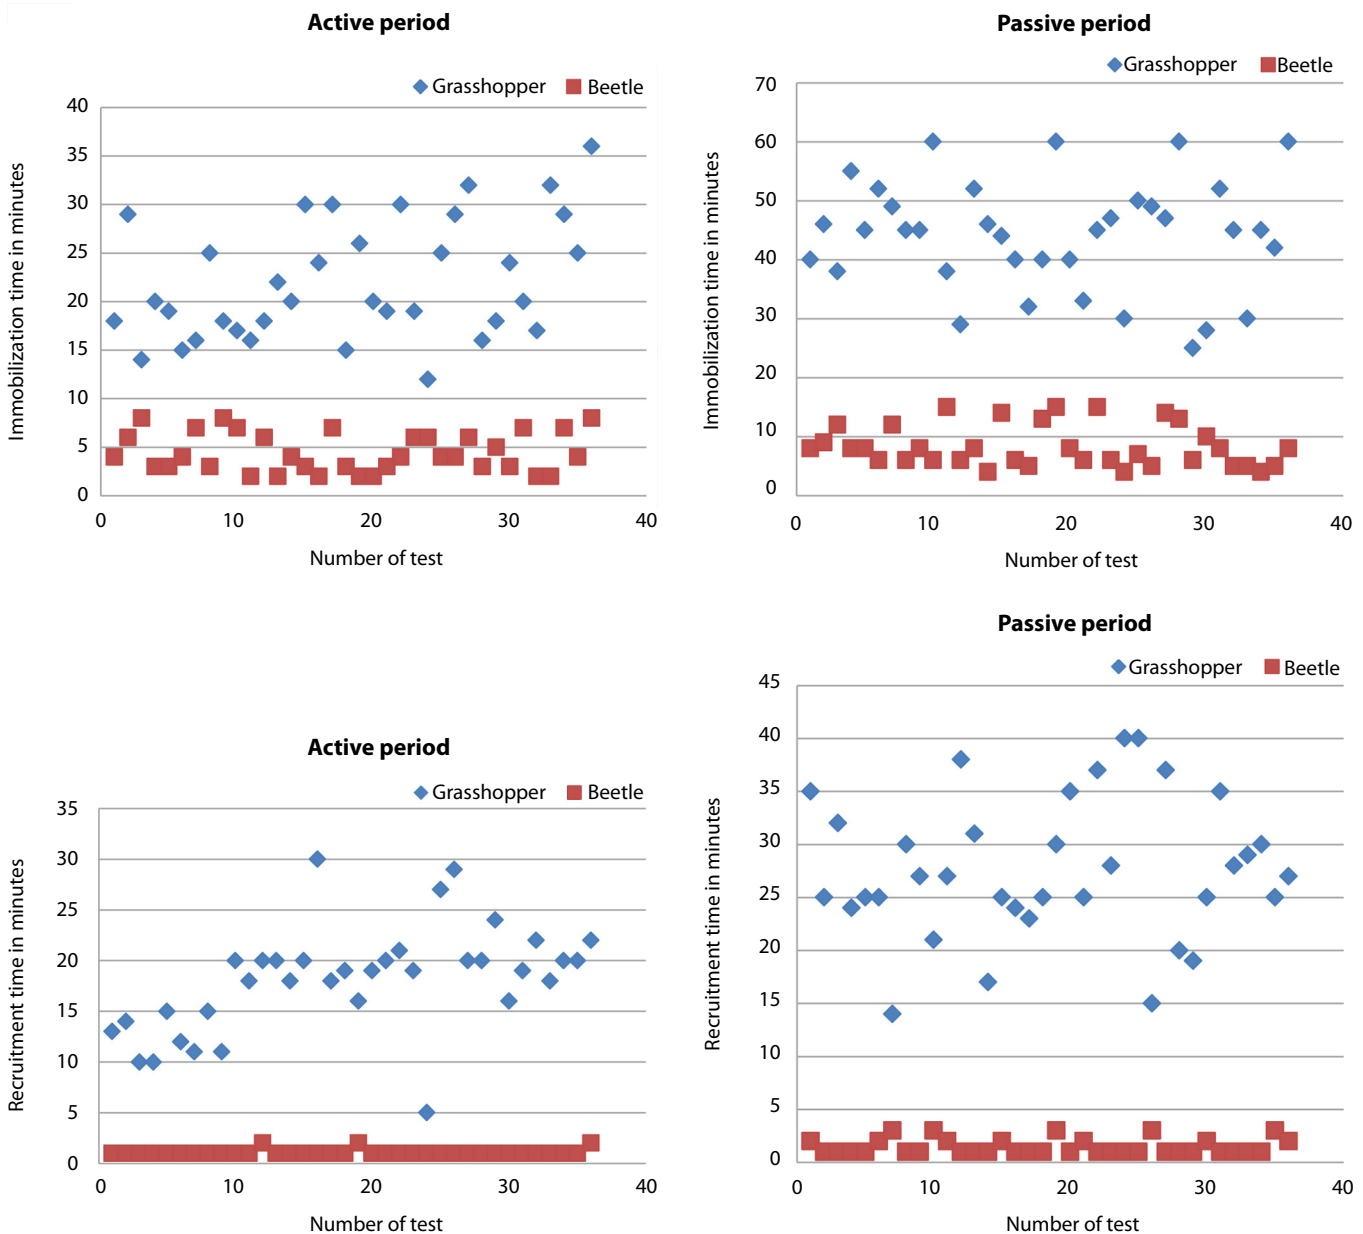 Active period
Grasshopper Beetle
40
35
30
25
20
15
10
5
0
0 10 20 30 40
Immobilization time in minutes
Number of test
Passive period
Grasshopper Beetle
70
60
50
40
30
20
10
0
0 10 20 30 40
Immobilization time in minutes
Number of test
Active period
Grasshopper Beetle
35
30
25
20
15
10
5
0
0 10 20 30 40
Recruitment time in minutes
Number of test
Passive period
Grasshopper Beetle
45
40
35
30
25
20
15
10
5
0
0 10 20 30 40
Recruitment time in minutes
Number of test